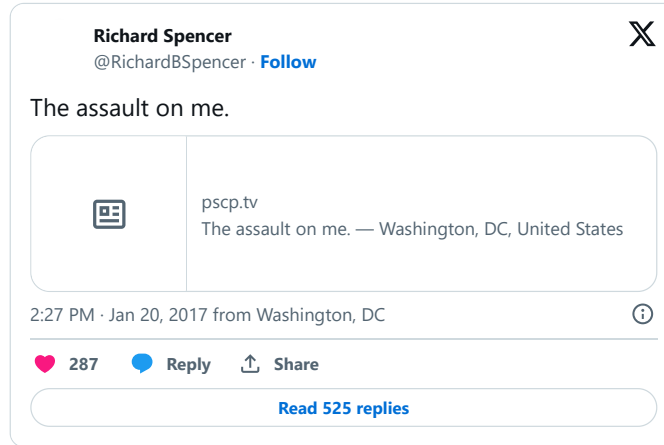 Richard Spencer
@RichardBSpencer · Follow
The assault on me.
pscp.tv
The assault on me. — Washington, DC, United States
2:27 PM · Jan 20, 2017 from Washington, DC
287 Reply Share
Read 525 replies